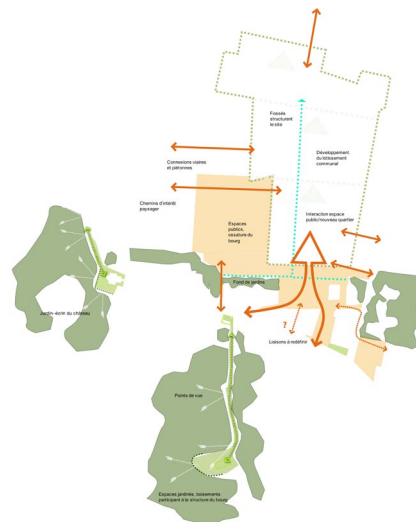 Fossés
structurent
le site
Développement
du lotissement
communal
Connexions viaires
et piétonnes
Chemins d'intérêt
paysager
Espaces
publics,
ossature du
bourg
Interaction espace
public/nouveau quartier
Fond de jardins
Jardin- écrin du château
?
Liaisons à redéfinir
Points de vue
Espaces jardinés, boisements
participant à la structure du bourg